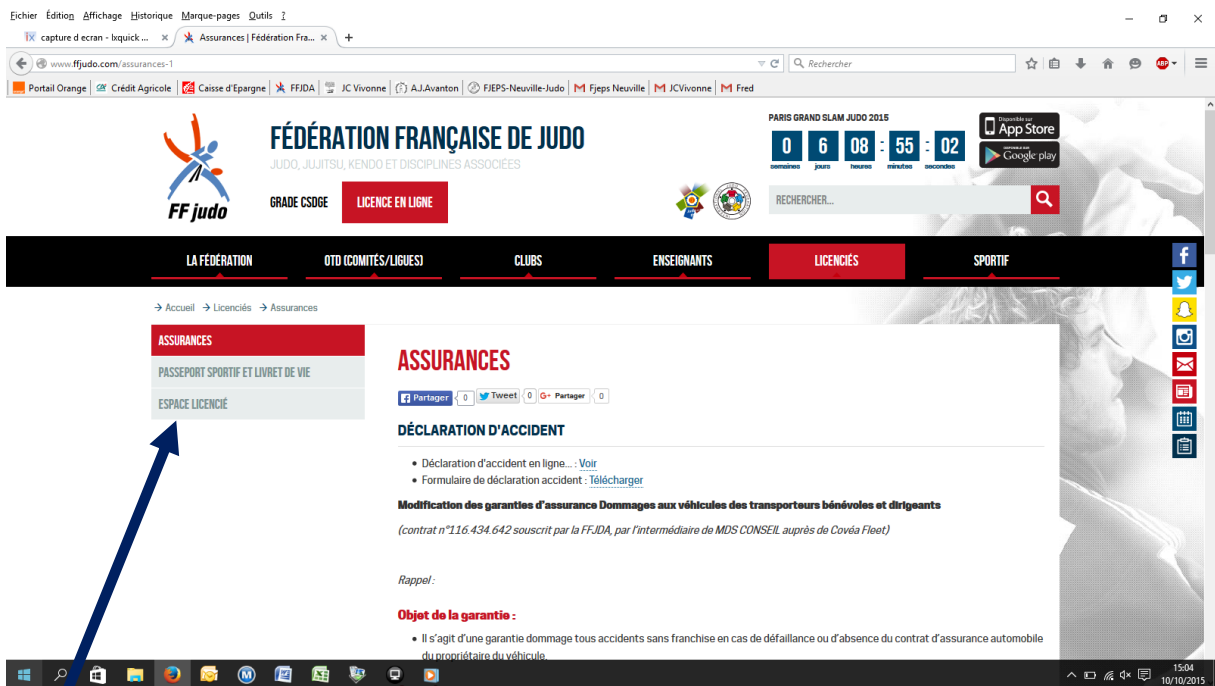 Fichier Édition Affichage Historique Marque-pages Outils ?
capture d ecran - Ixquick ... × Assurances | Fédération Fra... × +
www.ffjudo.com/assurances-1 Rechercher
Portail Orange Crédit Agricole Caisse d'Epargne FFJDA JC Vivonne A.J.Avanton FJEPS-Neuville-Judo Fjeps Neuville JCVivonne Fred
FF judo
FÉDÉRATION FRANÇAISE DE JUDO
JUDO, JUJITSU, KENDO ET DISCIPLINES ASSOCIÉES
GRADE CSDGE LICENCE EN LIGNE
PARIS GRAND SLAM JUDO 2015
0 6 08 : 55 : 02
semaines jours heures minutes secondes
Disponible sur
App Store
DISPONIBLE SUR
Google play
RECHERCHER...
LA FÉDÉRATION OTD (COMITÉS/LIGUES) CLUBS ENSEIGNANTS LICENCIÉS SPORTIF
→ Accueil → Licenciés → Assurances
ASSURANCES
PASSEPORT SPORTIF ET LIVRET DE VIE
ESPACE LICENCIÉ
ASSURANCES
Partager 0 Tweet 0 G+ Partager 0
DÉCLARATION D'ACCIDENT
• Déclaration d'accident en ligne... : Voir
• Formulaire de déclaration accident : Télécharger
Modification des garanties d'assurance Dommages aux véhicules des transporteurs bénévoles et dirigeants
(contrat n°116.434.642 souscrit par la FFJDA, par l'intermédiaire de MDS CONSEIL auprès de Covéa Fleet)
Rappel :
Objet de la garantie :
• Il s'agit d'une garantie dommage tous accidents sans franchise en cas de défaillance ou d'absence du contrat d'assurance automobile
du propriétaire du véhicule.
15:04
10/10/2015